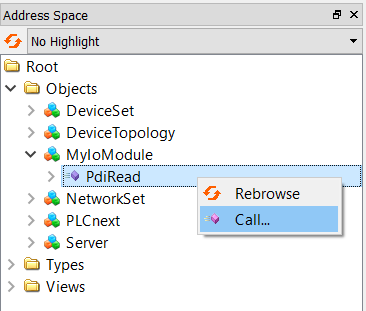 Address Space
No Highlight
Root
Objects
DeviceSet
DeviceTopology
MyIoModule
PdiRead
Rebrowse
NetworkSet
Call...
PLCnext
Server
Types
Views